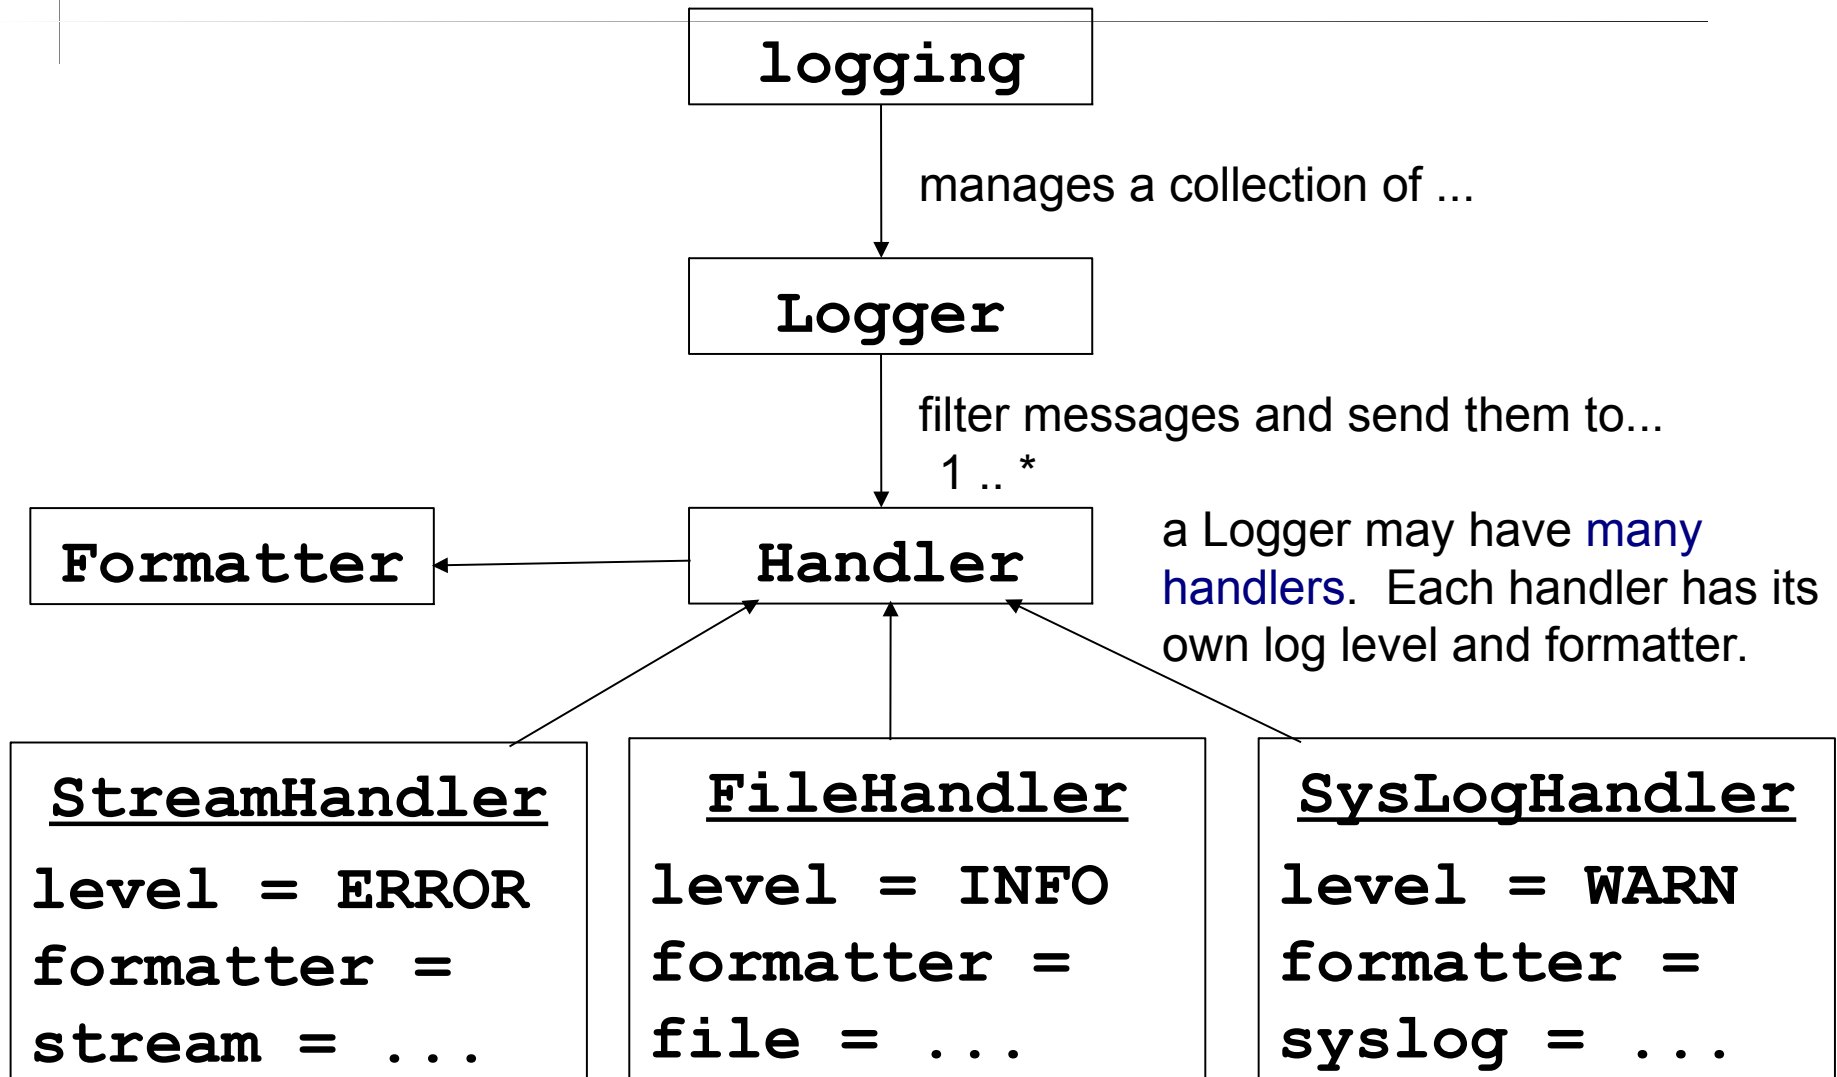 logging
manages a collection of ...
Logger
filter messages and send them to...
1 .. *
Formatter
Handler
a Logger may have many
handlers.  Each handler has its
own log level and formatter.
StreamHandler
level = ERROR
formatter =
stream = ...
FileHandler
level = INFO
formatter =
file = ...
SysLogHandler
level = WARN
formatter =
syslog = ...